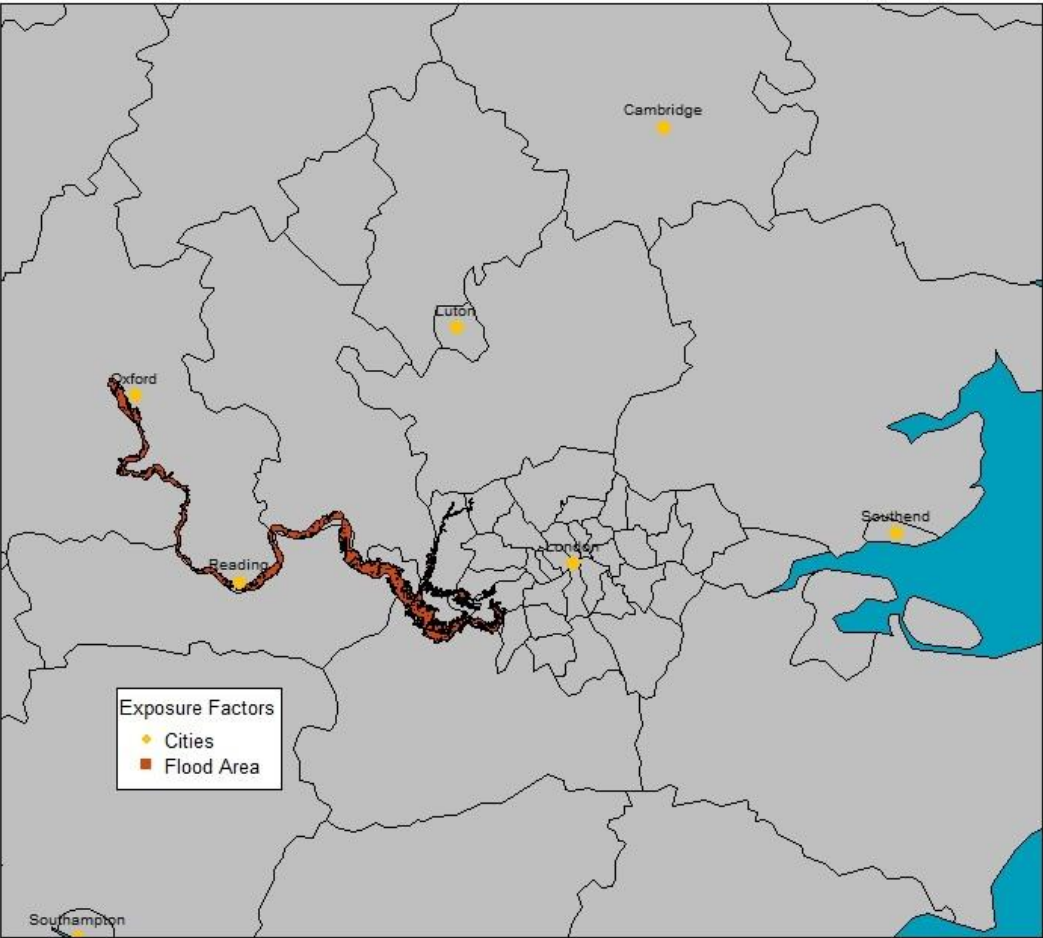 Cambridge
Luton
Oxford
Southend
London
Reading
Exposure Factors
Cities
Flood Area
Southampton